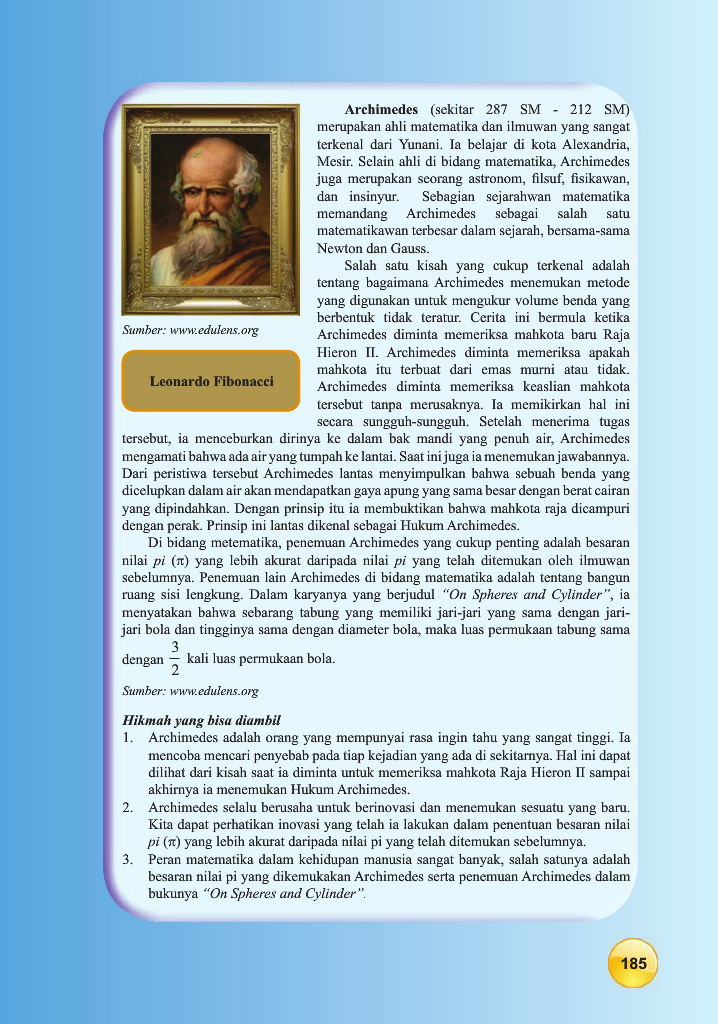 Archimedes (sekitar 287 SM - 212 SM)
merupakan ahli matematika dan ilmuwan yang sangat
terkenal dari Yunani. Ia belajar di kota Alexandria,
Mesir. Selain ahli di bidang matematika, Archimedes
juga merupakan seorang astronom, filsuf, fisikawan,
dan insinyur. Sebagian sejarahwan matematika
memandang Archimedes sebagai salah satu
matematikawan terbesar dalam sejarah, bersama-sama
Newton dan Gauss.
Salah satu kisah yang cukup terkenal adalah
tentang bagaimana Archimedes menemukan metode
yang digunakan untuk mengukur volume benda yang
berbentuk tidak teratur. Cerita ini bermula ketika
Archimedes diminta memeriksa mahkota baru Raja
Hieron II. Archimedes diminta memeriksa apakah
mahkota itu terbuat dari emas murni atau tidak.
Archimedes diminta memeriksa keaslian mahkota
tersebut tanpa merusaknya. Ia memikirkan hal ini
secara sungguh-sungguh. Setelah menerima tugas
Sumber: www.edulens.org
Leonardo Fibonacci
tersebut, ia menceburkan dirinya ke dalam bak mandi yang penuh air, Archimedes
mengamati bahwa ada air yang tumpah ke lantai. Saat ini juga ia menemukan jawabannya.
Dari peristiwa tersebut Archimedes lantas menyimpulkan bahwa sebuah benda yang
dicelupkan dalam air akan mendapatkan gaya apung yang sama besar dengan berat cairan
yang dipindahkan. Dengan prinsip itu ia membuktikan bahwa mahkota raja dicampuri
dengan perak. Prinsip ini lantas dikenal sebagai Hukum Archimedes.
Di bidang metematika, penemuan Archimedes yang cukup penting adalah besaran
nilai pi (π) yang lebih akurat daripada nilai pi yang telah ditemukan oleh ilmuwan
sebelumnya. Penemuan lain Archimedes di bidang matematika adalah tentang bangun
ruang sisi lengkung. Dalam karyanya yang berjudul “On Spheres and Cylinder”, ia
menyatakan bahwa sebarang tabung yang memiliki jari-jari yang sama dengan jari-
jari bola dan tingginya sama dengan diameter bola, maka luas permukaan tabung sama
dengan 3/2 kali luas permukaan bola.
Sumber: www.edulens.org
Hikmah yang bisa diambil
1. Archimedes adalah orang yang mempunyai rasa ingin tahu yang sangat tinggi. Ia
mencoba mencari penyebab pada tiap kejadian yang ada di sekitarnya. Hal ini dapat
dilihat dari kisah saat ia diminta untuk memeriksa mahkota Raja Hieron II sampai
akhirnya ia menemukan Hukum Archimedes.
2. Archimedes selalu berusaha untuk berinovasi dan menemukan sesuatu yang baru.
Kita dapat perhatikan inovasi yang telah ia lakukan dalam penentuan besaran nilai
pi (π) yang lebih akurat daripada nilai pi yang telah ditemukan sebelumnya.
3. Peran matematika dalam kehidupan manusia sangat banyak, salah satunya adalah
besaran nilai pi yang dikemukakan Archimedes serta penemuan Archimedes dalam
bukunya “On Spheres and Cylinder”.
185